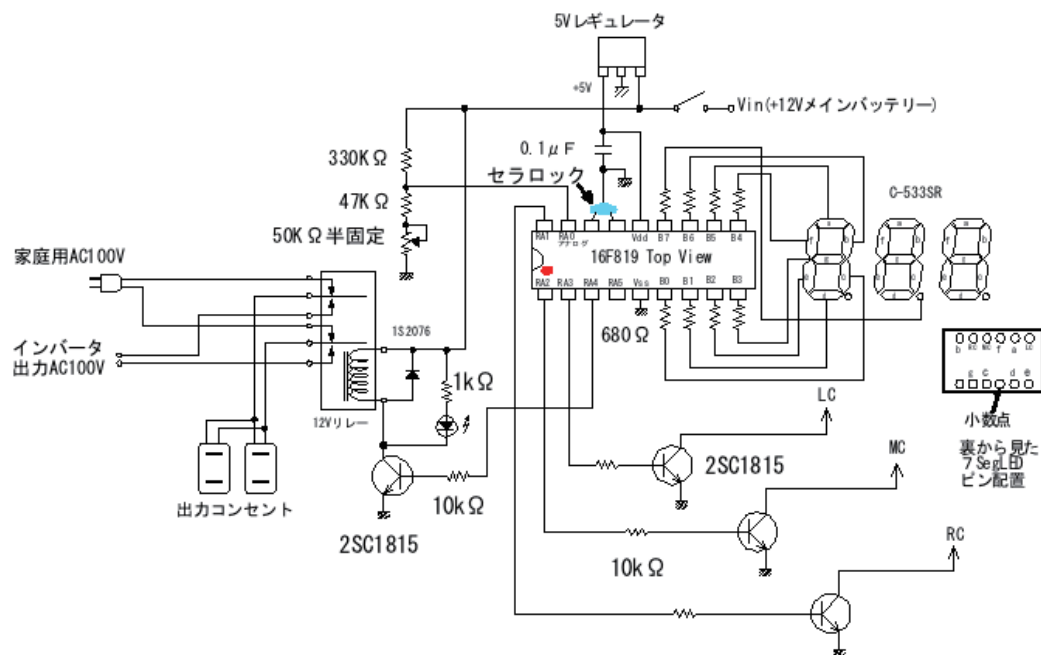 5Vレギュレータ
+5V
Vin(+12Vメインバッテリー)
330KΩ
0.1μF
セラロック
47KΩ
C-533SR
50KΩ半固定
RA1
RA0
アナログ
Vdd
B7
B6
B5
B4
16F819 Top View
家庭用AC100V
RA2
RA3
RA4
RA5
Vss
B0
B1
B2
B3
680Ω
1S2076
インバータ
出力AC100V
1kΩ
12Vリレー
LC
小数点
裏から見た
7SegLED
ピン配置
MC
2SC1815
出力コンセント
10kΩ
2SC1815
10kΩ
RC